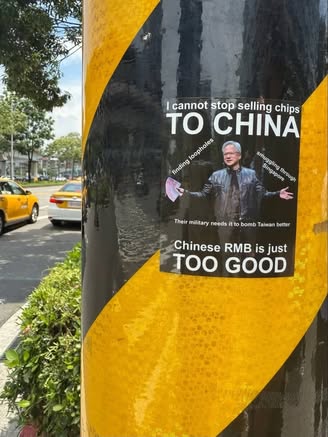 I cannot stop selling chips
TO CHINA
finding loopholes
smuggling through
Singapore
Their military needs it to bomb Taiwan better
Chinese RMB is just
TOO GOOD